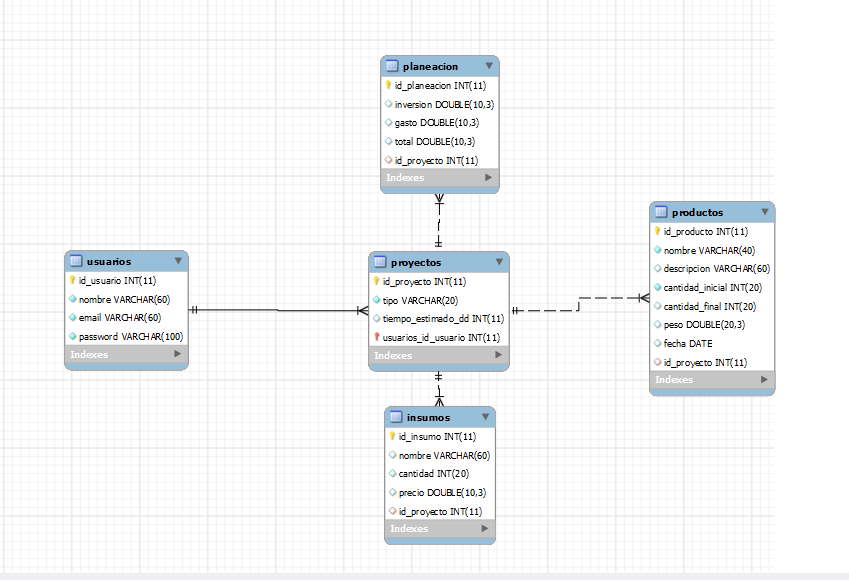 planeacion
id_planeacion INT(11)
inversion DOUBLE(10,3)
gasto DOUBLE(10,3)
total DOUBLE(10,3)
id_proyecto INT(11)
Indexes
usuarios
id_usuario INT(11)
nombre VARCHAR(60)
email VARCHAR(60)
password VARCHAR(100)
Indexes
proyectos
id_proyecto INT(11)
tipo VARCHAR(20)
tiempo_estimado_dd INT(11)
usuarios_id_usuario INT(11)
Indexes
productos
id_producto INT(11)
nombre VARCHAR(40)
descripcion VARCHAR(60)
cantidad_inicial INT(20)
cantidad_final INT(20)
peso DOUBLE(20,3)
fecha DATE
id_proyecto INT(11)
Indexes
insumos
id_insumo INT(11)
nombre VARCHAR(60)
cantidad INT(20)
precio DOUBLE(10,3)
id_proyecto INT(11)
Indexes